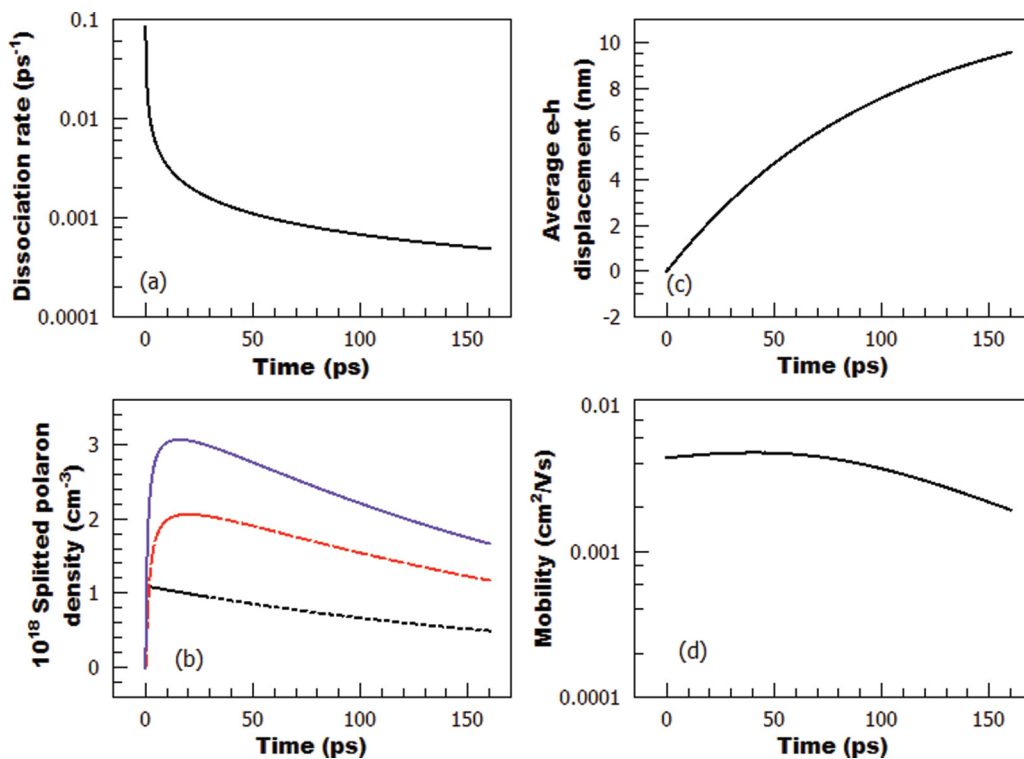 0.1
0.01
0.001
0.0001
Dissociation rate (ps-1)
(a)
0 50 100 150
Time (ps)
10
8
6
4
2
0
-2
Average e-h
displacement (nm)
(c)
0 50 100 150
Time (ps)
3
2
1
0
10^18 Splitted polaron
density (cm-3)
(b)
0 50 100 150
Time (ps)
0.01
0.001
0.0001
Mobility (cm2/Vs)
(d)
0 50 100 150
Time (ps)